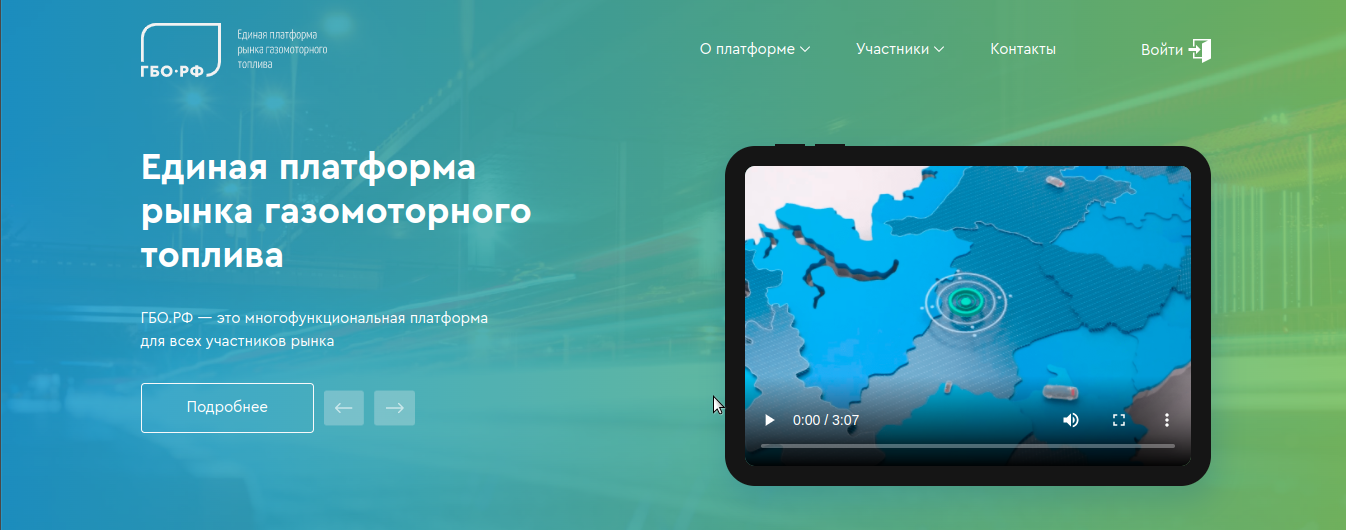 Единая платформа
рынка газомоторного
топлива
ГБО·РФ
О платформе
Участники
Контакты
Войти
Единая платформа
рынка газомоторного
топлива
ГБО.РФ — это многофункциональная платформа
для всех участников рынка
Подробнее
0:00 / 3:07